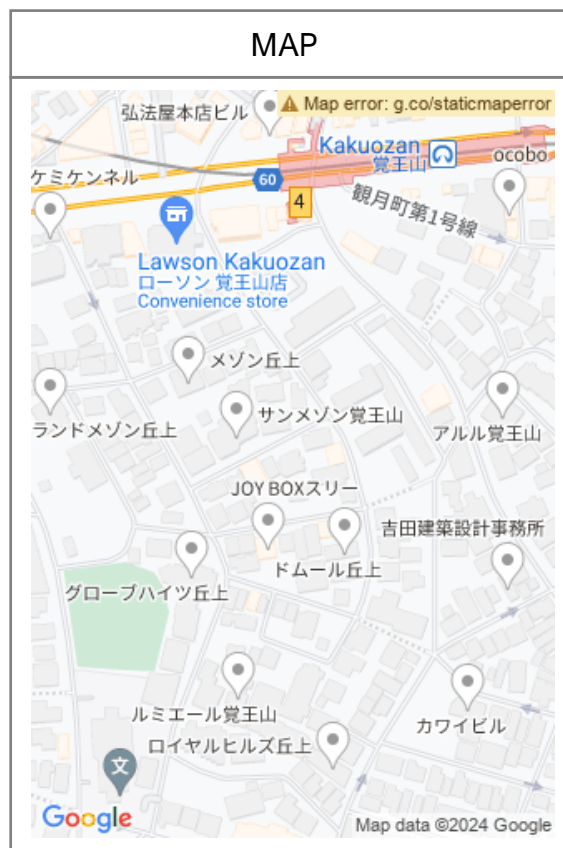 MAP
弘法屋本店ビル
Map error: g.co/staticmaperror
Kakuozan
覚王山
ocobo
ケミケンネル
60
4
観月町第1号線
Lawson Kakuozan
ローソン 覚王山店
Convenience store
メゾン丘上
ランドメゾン丘上
サンメゾン覚王山
アルル覚王山
JOY BOXスリー
吉田建築設計事務所
ドムール丘上
グローブハイツ丘上
ルミエール覚王山
カワイビル
ロイヤルヒルズ丘上
文
Google
Map data ©2024 Google